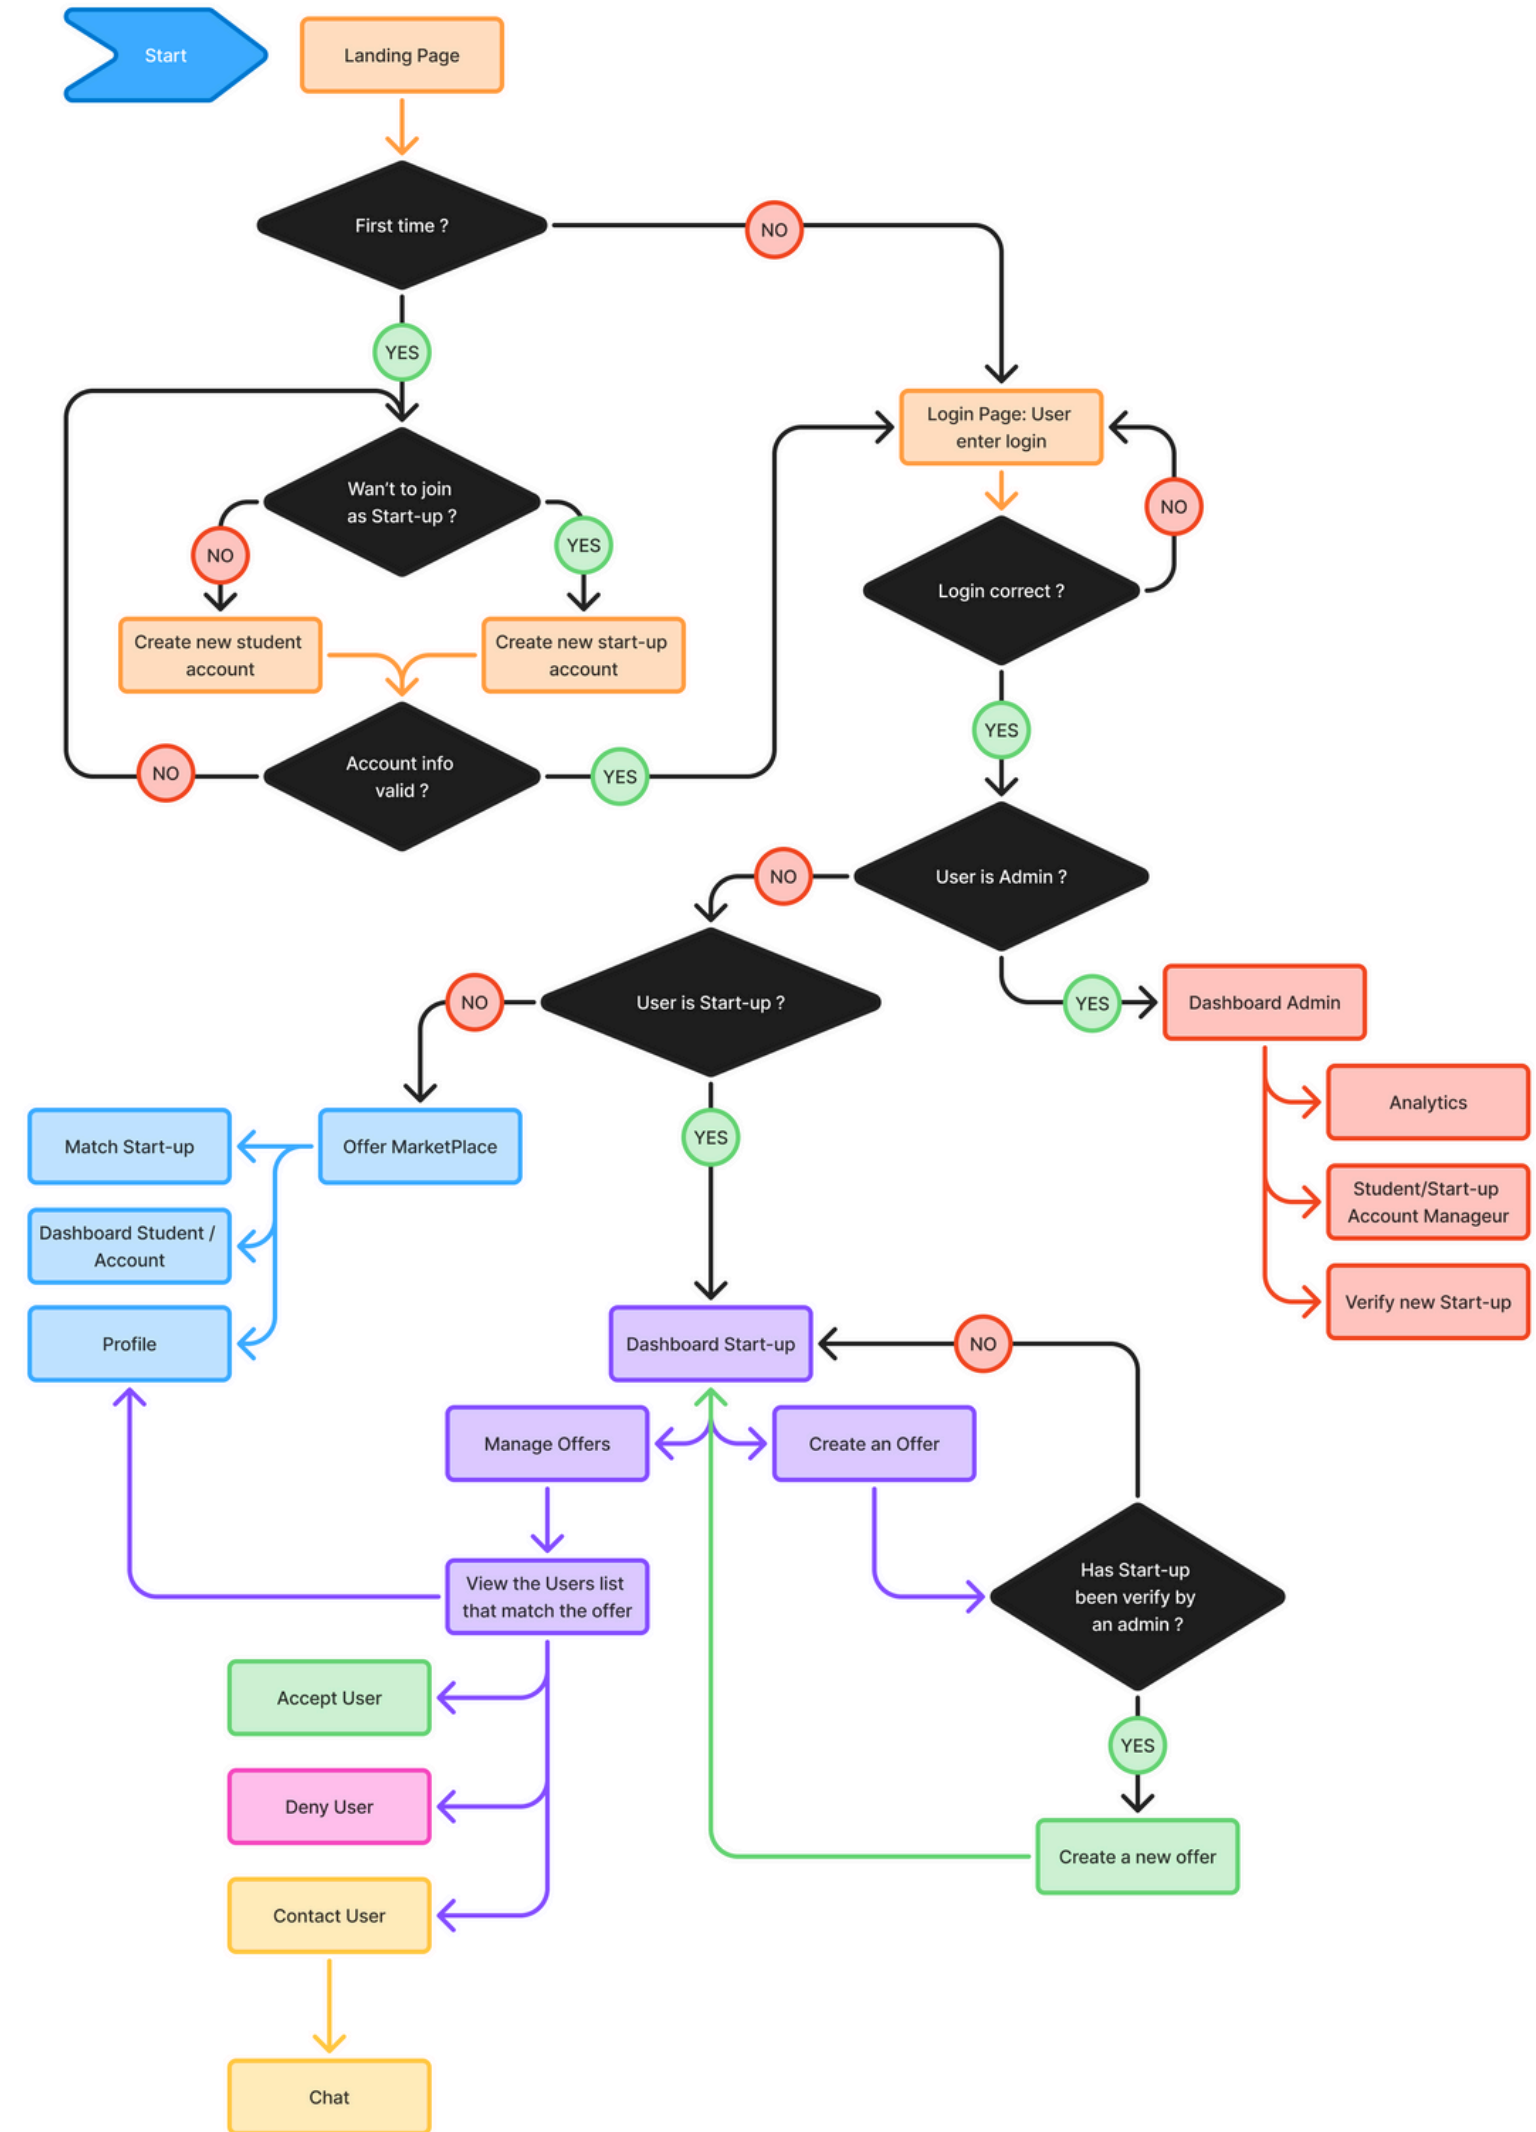 Start
Landing Page
First time ?
NO
YES
Login Page: User
enter login
Wan't to join
as Start-up ?
NO
YES
NO
Login correct ?
Create new student
account
Create new start-up
account
YES
Account info
valid ?
NO
YES
User is Admin ?
NO
User is Start-up ?
NO
YES
Dashboard Admin
Analytics
Match Start-up
Offer MarketPlace
YES
Student/Start-up
Account Manageur
Dashboard Student /
Account
Verify new Start-up
Profile
Dashboard Start-up
NO
Manage Offers
Create an Offer
View the Users list
that match the offer
Has Start-up
been verify by
an admin ?
Accept User
YES
Deny User
Create a new offer
Contact User
Chat